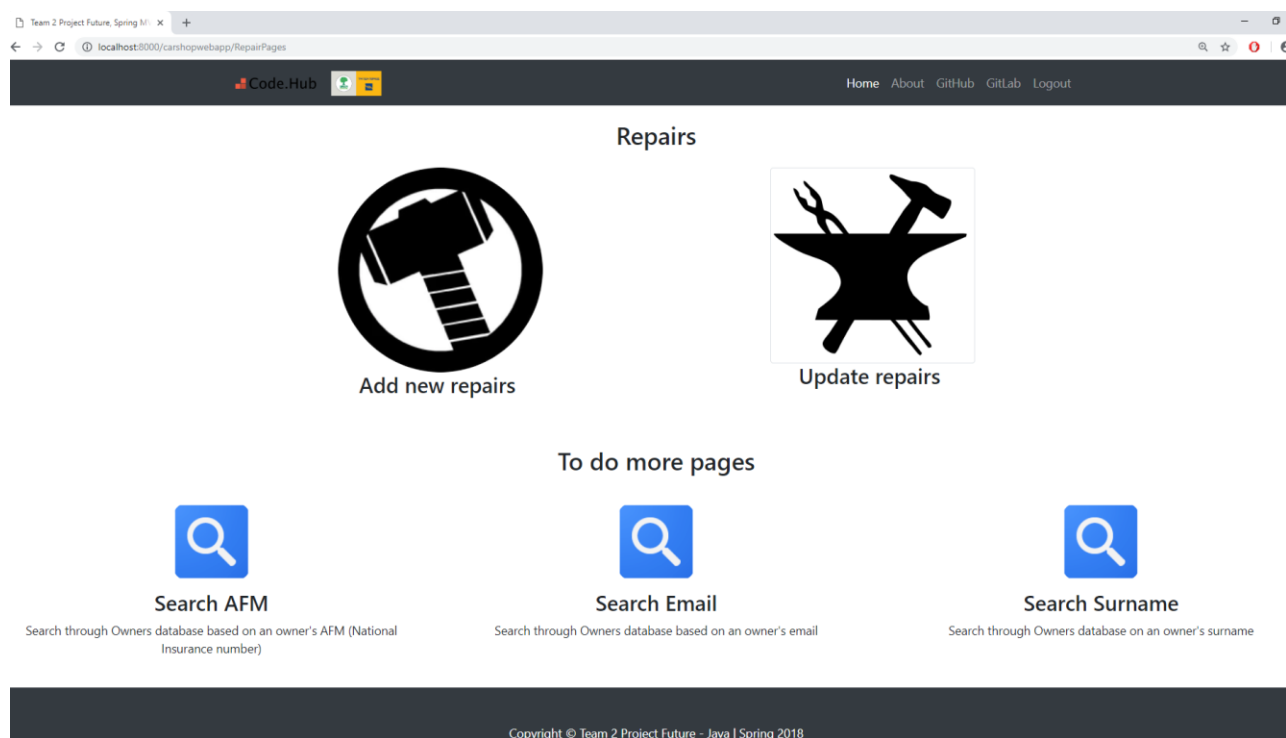 Team 2 Project Future, Spring M
localhost:8000/carshopwebapp/RepairPages
Code.Hub
Home About GitHub GitLab Logout
Repairs
Add new repairs
Update repairs
To do more pages
Search AFM
Search through Owners database based on an owner's AFM (National
Insurance number)
Search Email
Search through Owners database based on an owner's email
Search Surname
Search through Owners database on an owner's surname
Copyright © Team 2 Project Future - Java | Spring 2018